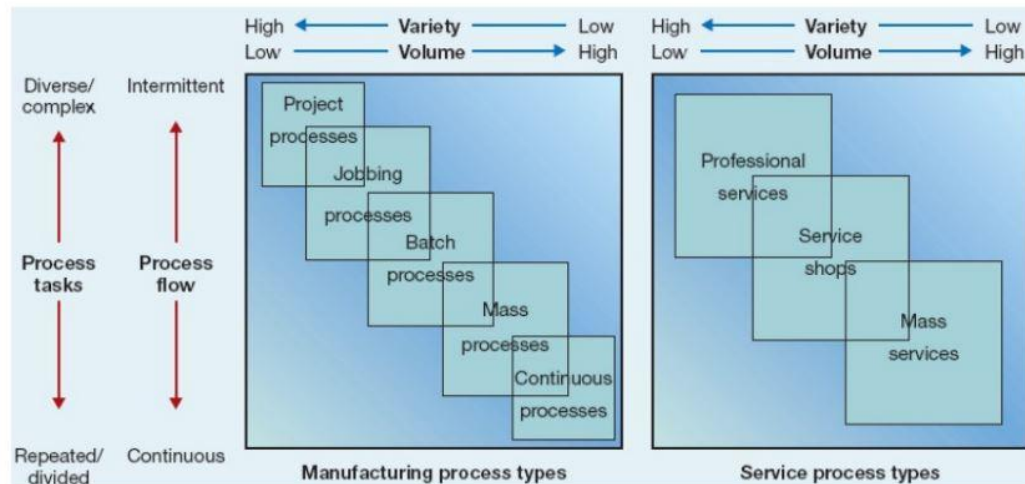 High Variety Low
Low Volume High
High Variety Low
Low Volume High
Diverse/
complex
Intermittent
Process
tasks
Process
flow
Repeated/
divided
Continuous
Project
processes
Jobbing
processes
Batch
processes
Mass
processes
Continuous
processes
Manufacturing process types
Professional
services
Service
shops
Mass
services
Service process types